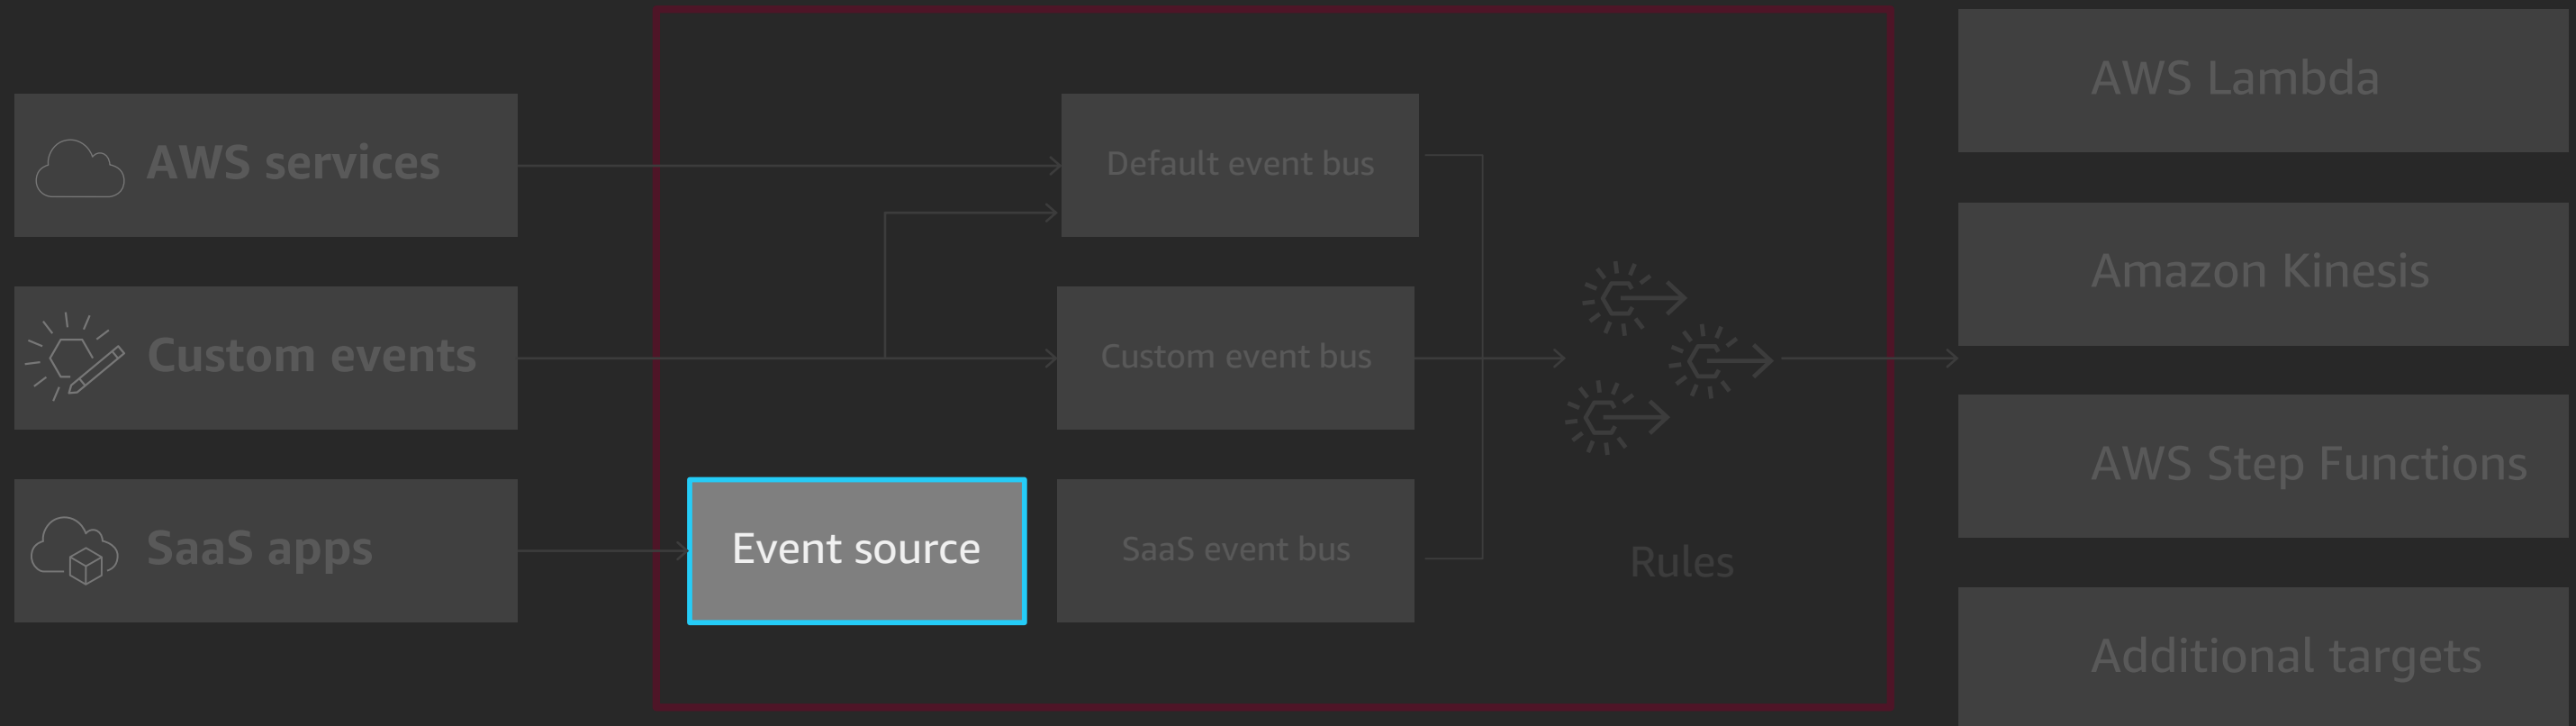 AWS services
Custom events
SaaS apps
Event source
Default event bus
Custom event bus
SaaS event bus
Rules
AWS Lambda
Amazon Kinesis
AWS Step Functions
Additional targets